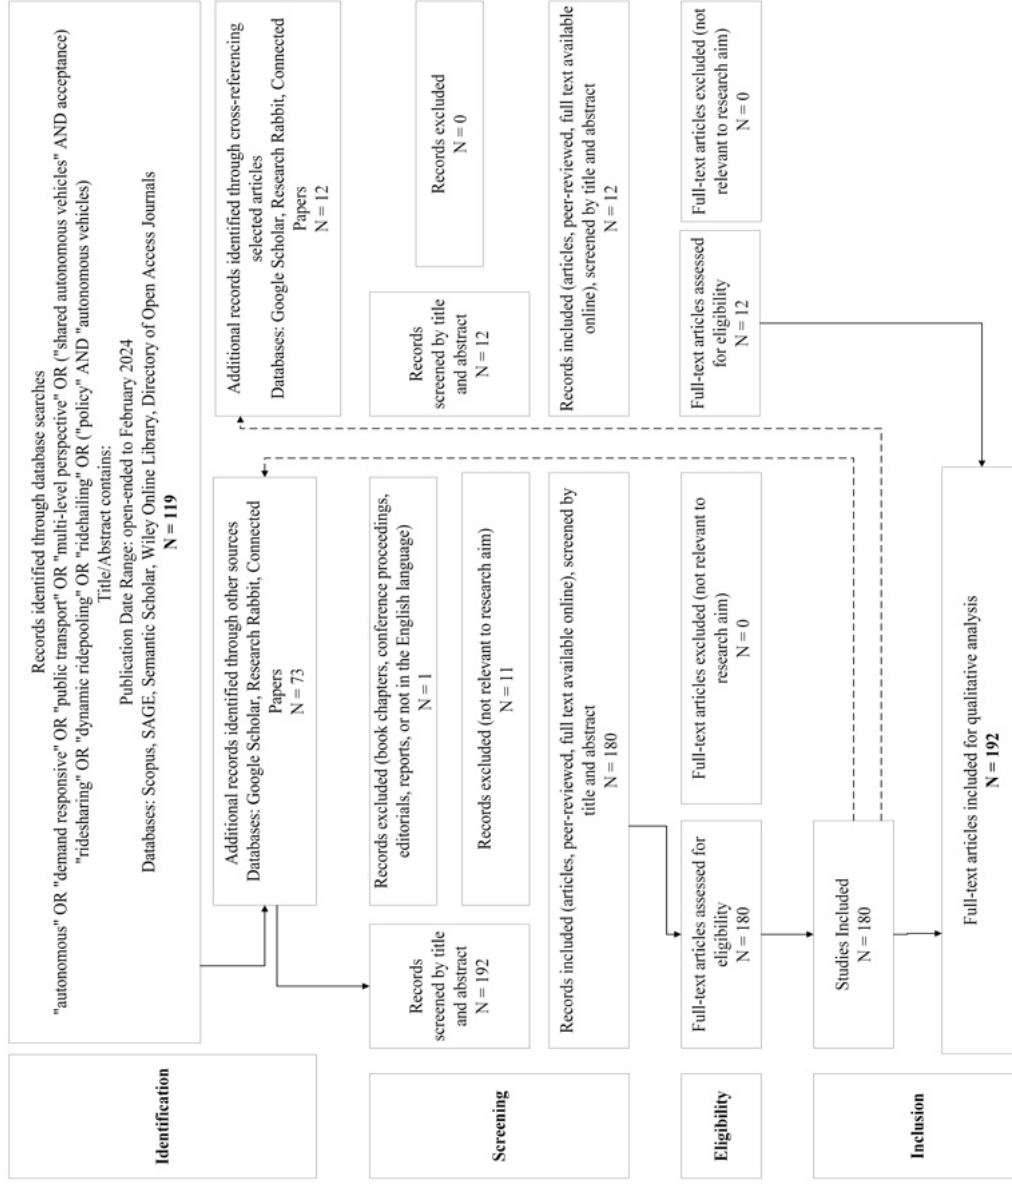 Identification
Records identified through database searches
"autonomous" OR "demand responsive" OR "public transport" OR "multi-level perspective" OR ("shared autonomous vehicles" AND acceptance)
"ridesharing" OR "dynamic ridepooling" OR "ridehailing" OR ("policy" AND "autonomous vehicles)
Title/Abstract contains:
Publication Date Range: open-ended to February 2024
Databases: Scopus, SAGE, Semantic Scholar, Wiley Online Library, Directory of Open Access Journals
N = 119
Additional records identified through other sources
Databases: Google Scholar, Research Rabbit, Connected
Papers
N = 73
Additional records identified through cross-referencing
selected articles
Databases: Google Scholar, Research Rabbit, Connected
Papers
N = 12
Screening
Records
screened by title
and abstract
N = 192
Records excluded (book chapters, conference proceedings,
editorials, reports, or not in the English language)
N = 1
Records excluded (not relevant to research aim)
N = 11
Records
screened by title
and abstract
N = 12
Records excluded
N = 0
Records included (articles, peer-reviewed, full text available online), screened by
title and abstract
N = 180
Records included (articles, peer-reviewed, full text available
online), screened by title and abstract
N = 12
Eligibility
Full-text articles assessed for
eligibility
N = 180
Full-text articles excluded (not relevant to
research aim)
N = 0
Full-text articles assessed
for eligibility
N = 12
Full-text articles excluded (not
relevant to research aim)
N = 0
Inclusion
Studies Included
N = 180
Full-text articles included for qualitative analysis
N = 192